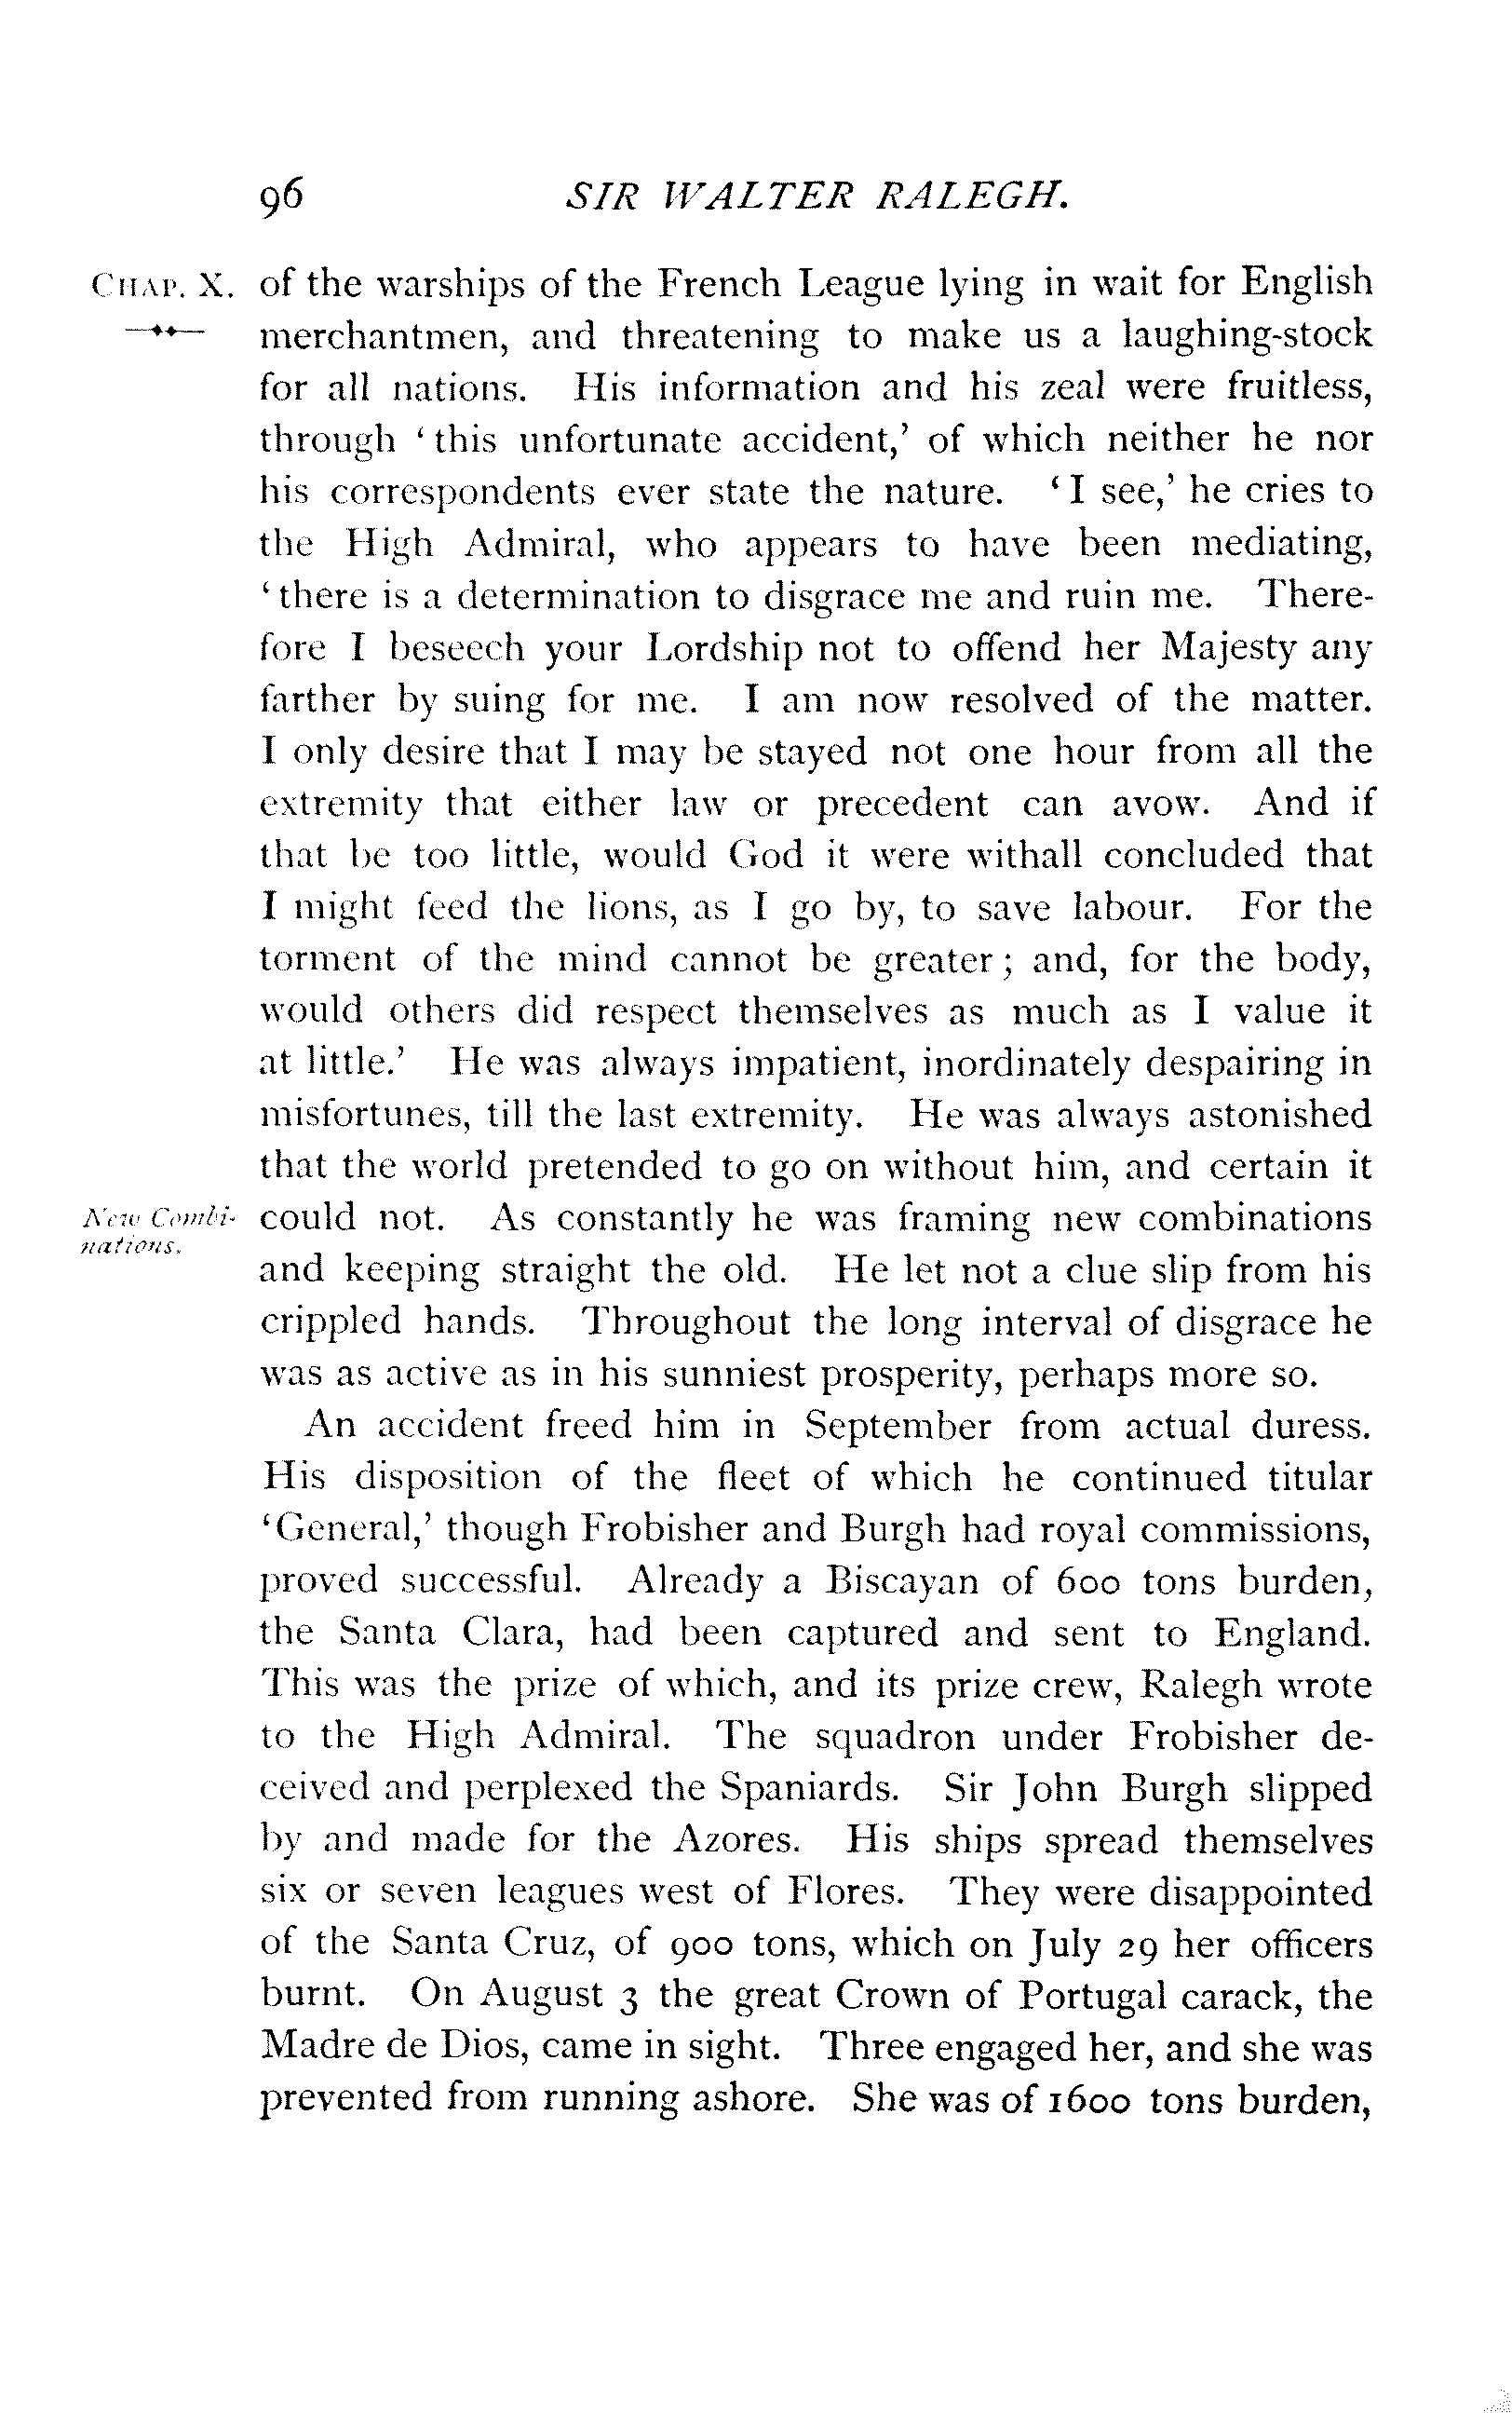 96 SIR WALTER RALEGH.
CHAP. X. of the warships of the French League lying in wait for English
merchantmen, and threatening to make us a laughing-stock
for all nations. His information and his zeal were fruitless,
through ‘this unfortunate accident,’ of which neither he nor
his correspondents ever state the nature. ‘I see,’ he cries to
the High Admiral, who appears to have been mediating,
‘there is a determination to disgrace me and ruin me. There-
fore I beseech your Lordship not to offend her Majesty any
farther by suing for me. I am now resolved of the matter.
I only desire that I may be stayed not one hour from all the
extremity that either law or precedent can avow. And if
that be too little, would God it were withall concluded that
I might feed the lions, as I go by, to save labour. For the
torment of the mind cannot be greater; and, for the body,
would others did respect themselves as much as I value it
at little.’ He was always impatient, inordinately despairing in
misfortunes, till the last extremity. He was always astonished
that the world pretended to go on without him, and certain it
New Combi-
nations.
could not. As constantly he was framing new combinations
and keeping straight the old. He let not a clue slip from his
crippled hands. Throughout the long interval of disgrace he
was as active as in his sunniest prosperity, perhaps more so.
An accident freed him in September from actual duress.
His disposition of the fleet of which he continued titular
‘General,’ though Frobisher and Burgh had royal commissions,
proved successful. Already a Biscayan of 600 tons burden,
the Santa Clara, had been captured and sent to England.
This was the prize of which, and its prize crew, Ralegh wrote
to the High Admiral. The squadron under Frobisher de-
ceived and perplexed the Spaniards. Sir John Burgh slipped
by and made for the Azores. His ships spread themselves
six or seven leagues west of Flores. They were disappointed
of the Santa Cruz, of 900 tons, which on July 29 her officers
burnt. On August 3 the great Crown of Portugal carack, the
Madre de Dios, came in sight. Three engaged her, and she was
prevented from running ashore. She was of 1600 tons burden,